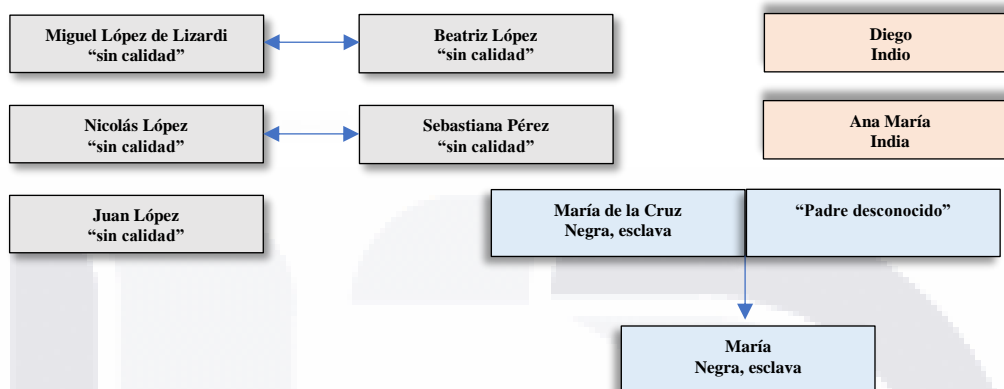 Miguel López de Lizardi
“sin calidad”
Beatriz López
“sin calidad”
Diego
Indio
Nicolás López
“sin calidad”
Sebastiana Pérez
“sin calidad”
Ana María
India
Juan López
“sin calidad”
María de la Cruz
Negra, esclava
“Padre desconocido”
María
Negra, esclava